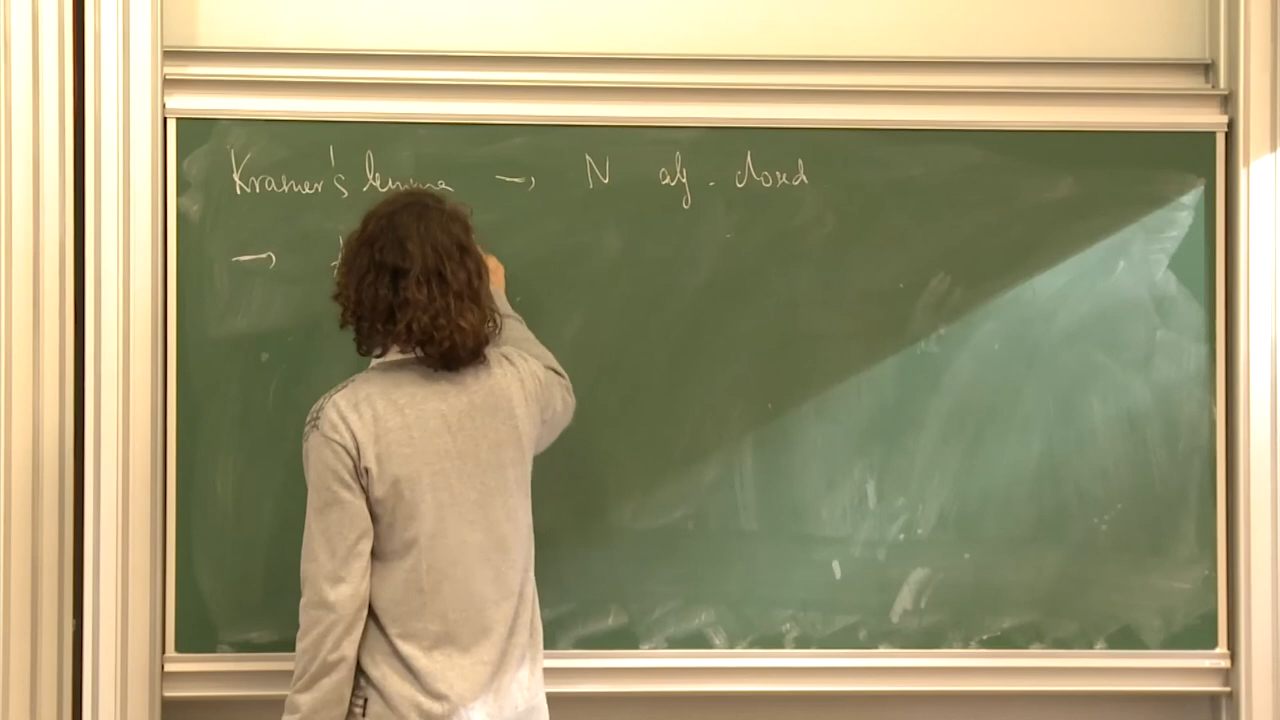 Kramer's lemma → N alg. closed
→